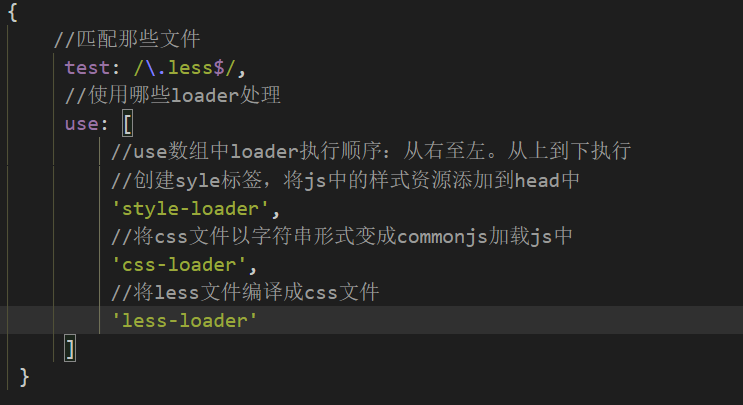 {
//匹配那些文件
test: /\.less$/,
//使用哪些loader处理
use: [
//use数组中loader执行顺序：从右至左。从上到下执行
//创建syle标签，将js中的样式资源添加到head中
'style-loader',
//将css文件以字符串形式变成commonjs加载js中
'css-loader',
//将less文件编译成css文件
'less-loader'
]
}